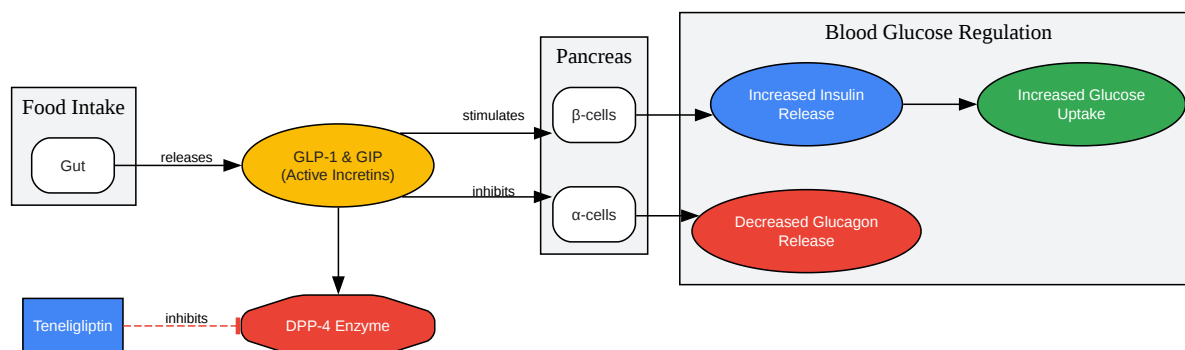 Food Intake
Gut
releases
GLP-1 & GIP
(Active Incretins)
stimulates
inhibits
Pancreas
β-cells
α-cells
Blood Glucose Regulation
Increased Insulin
Release
Increased Glucose
Uptake
Decreased Glucagon
Release
Teneligliptin
inhibits
DPP-4 Enzyme